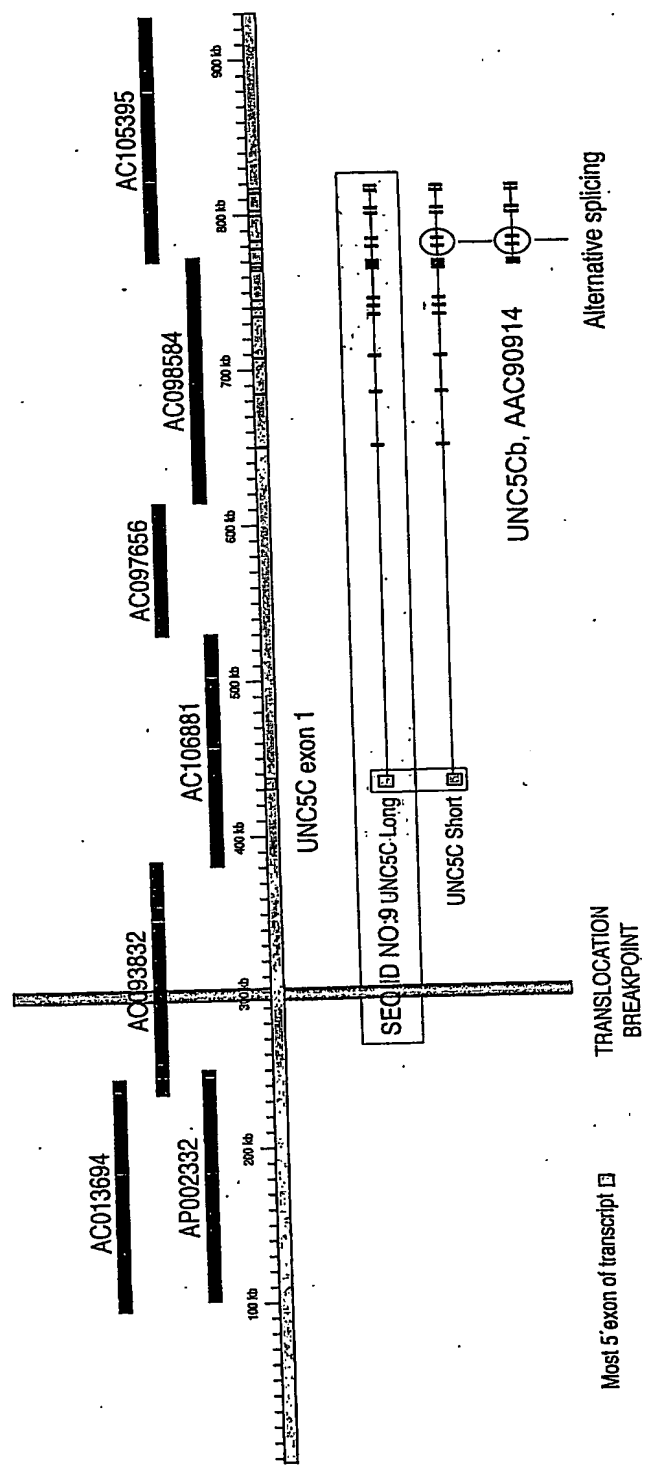 AC013694
AC093832
AC106881
AC097656
AC098584
AC105395
AP002332
100 kb
200 kb
300 kb
400 kb
500 kb
600 kb
700 kb
800 kb
900 kb
UNC5C exon 1
SEQ ID NO:9 UNC5C Long
UNC5C Short
UNC5Cb, AAC90914
Alternative splicing
TRANSLOCATION
BREAKPOINT
Most 5' exon of transcript